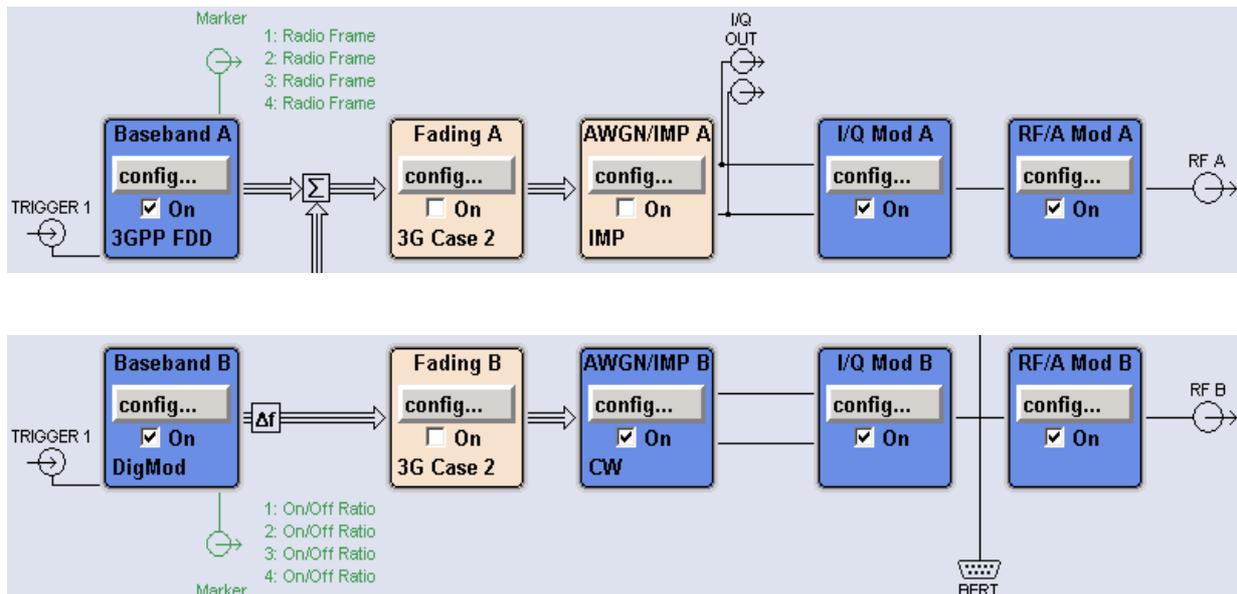 Marker
1: Radio Frame
2: Radio Frame
3: Radio Frame
4: Radio Frame
I/Q
OUT
Baseband A
config...
On
3GPP FDD
TRIGGER 1
Σ
Fading A
config...
On
3G Case 2
AWGN/IMP A
config...
On
IMP
I/Q Mod A
config...
On
RF/A Mod A
config...
On
RF A
Baseband B
config...
On
DigMod
TRIGGER 1
Δf
Fading B
config...
On
3G Case 2
AWGN/IMP B
config...
On
CW
I/Q Mod B
config...
On
RF/A Mod B
config...
On
RF B
1: On/Off Ratio
2: On/Off Ratio
3: On/Off Ratio
4: On/Off Ratio
Marker
BERT